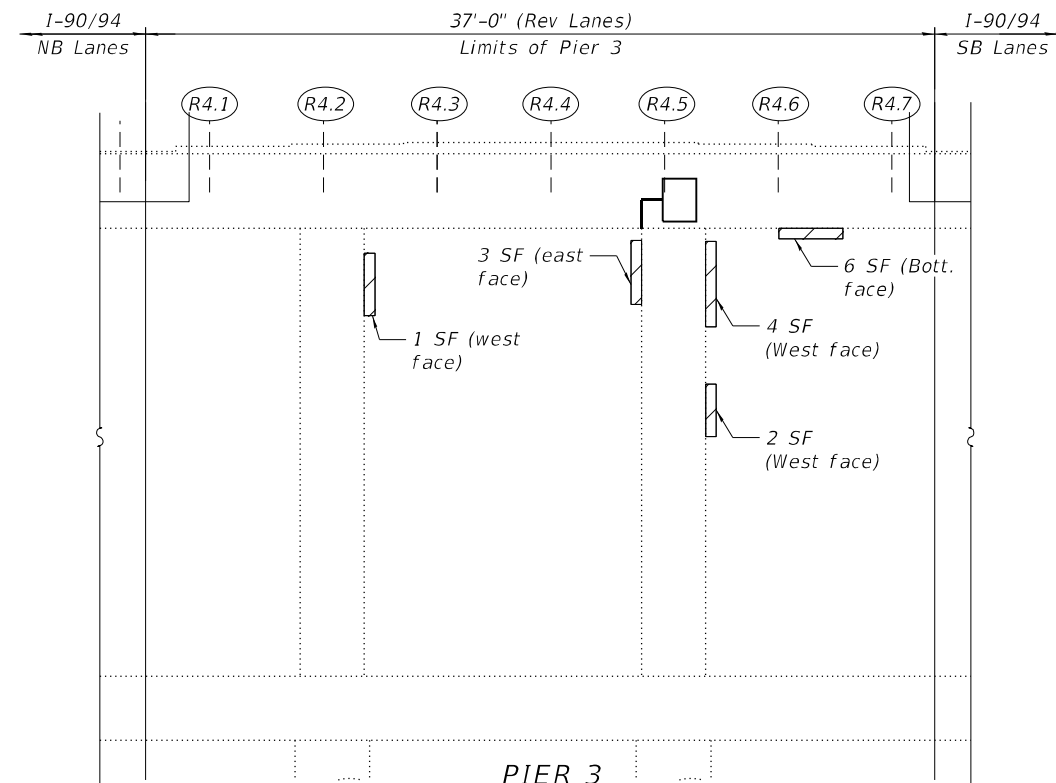 I-90/94
37'-0" (Rev Lanes)
I-90/94
NB Lanes
Limits of Pier 3
SB Lanes
R4.1
R4.2
R4.3
R4.4
R4.5
R4.6
R4.7
3 SF (east
face)
6 SF (Bott.
face)
1 SF (west
face)
4 SF
(West face)
2 SF
(West face)
PIER 3